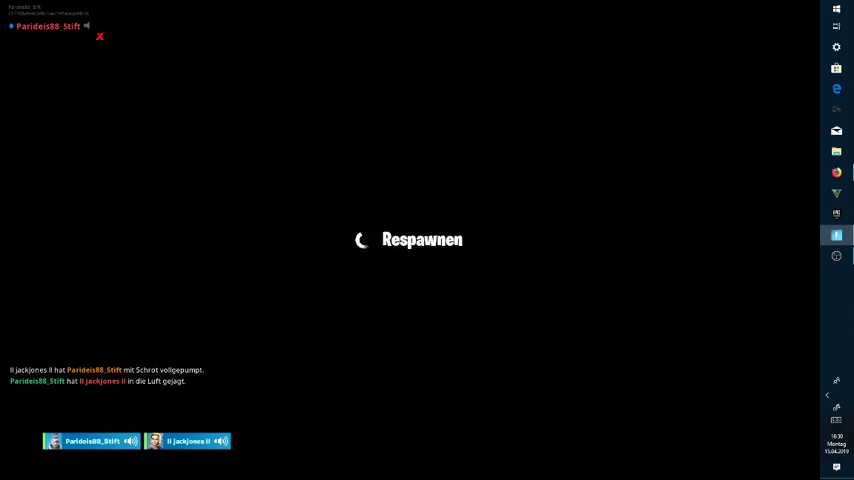 Parideis88_Stift
Parideis88_Stift
X
Respawnen
ll jackjones ll hat Parideis88_Stift mit Schrot vollgepumpt.
Parideis88_Stift hat ll jackjones ll in die Luft gejagt.
Parideis88_Stift ll jackjones ll
16:30
Montag
15.04.2019